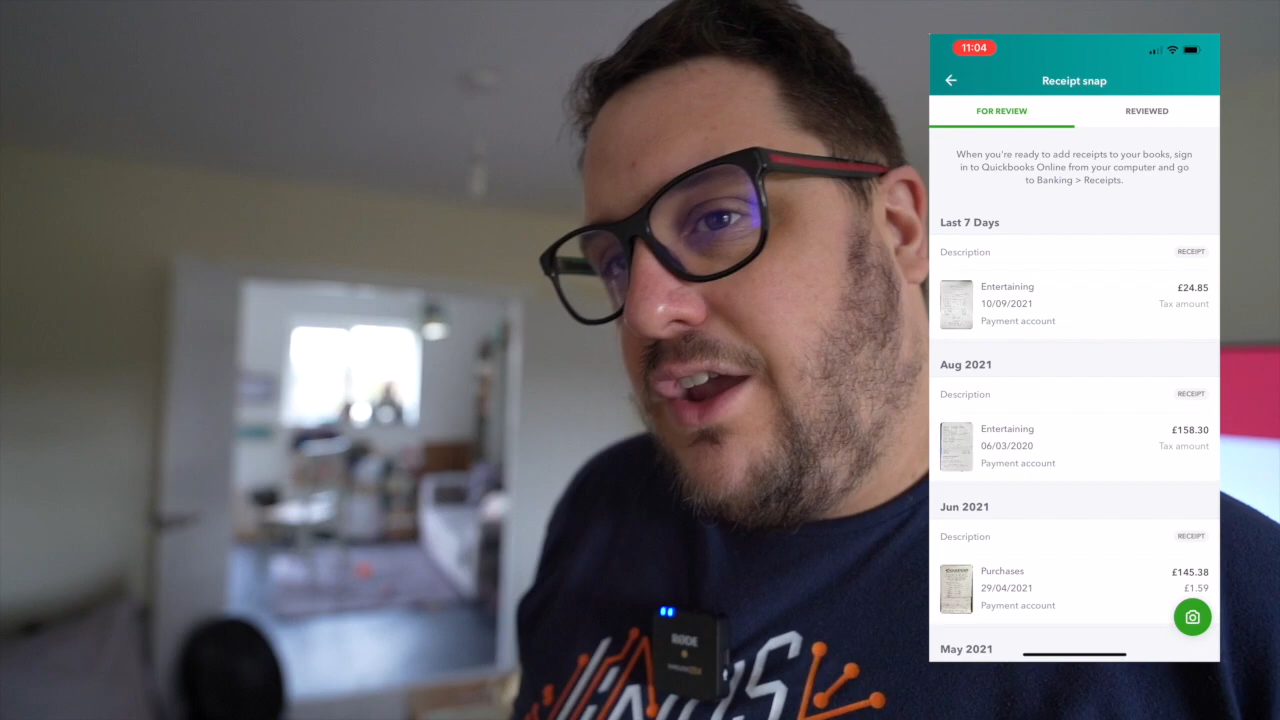 11:04
Receipt snap
FOR REVIEW
REVIEWED
When you're ready to add receipts to your books, sign
in to Quickbooks Online from your computer and go
to Banking > Receipts.
Last 7 Days
Description
RECEIPT
Entertaining
£24.85
10/09/2021
Tax amount
Payment account
Aug 2021
Description
RECEIPT
Entertaining
£158.30
06/03/2020
Tax amount
Payment account
Jun 2021
Description
RECEIPT
Purchases
£145.38
29/04/2021
£1.59
Payment account
May 2021
RØDE